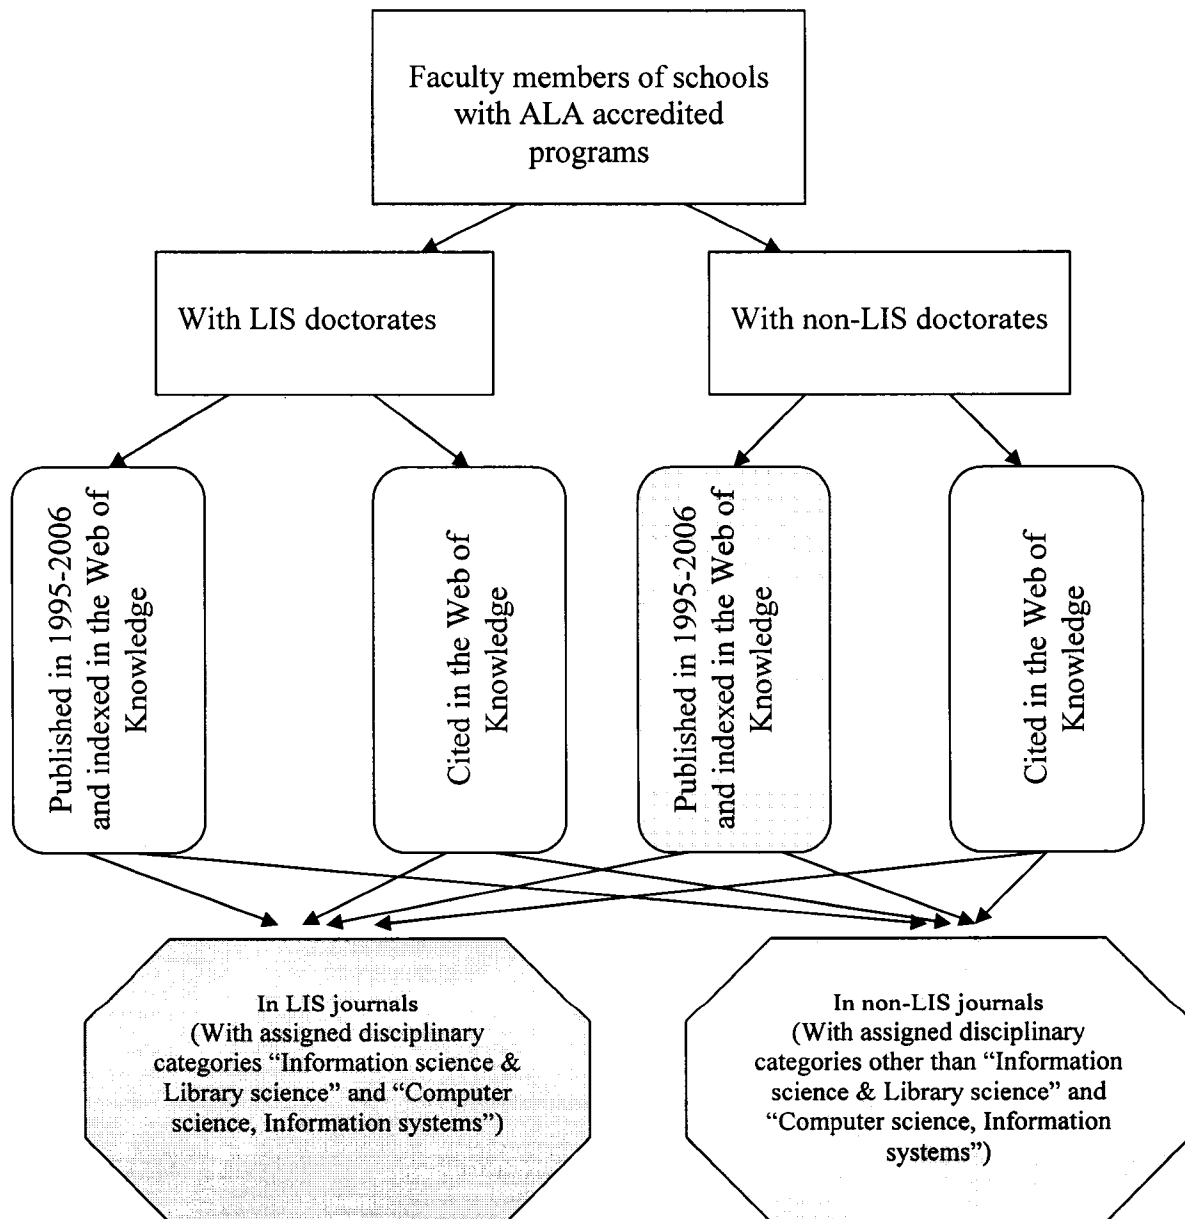 Faculty members of schools
with ALA accredited
programs
With LIS doctorates
With non-LIS doctorates
Published in 1995-2006
and indexed in the Web of
Knowledge
Cited in the Web of
Knowledge
Published in 1995-2006
and indexed in the Web of
Knowledge
Cited in the Web of
Knowledge
In LIS journals
(With assigned disciplinary
categories “Information science &
Library science” and “Computer
science, Information systems”)
In non-LIS journals
(With assigned disciplinary
categories other than “Information
science & Library science” and
“Computer science, Information
systems”)